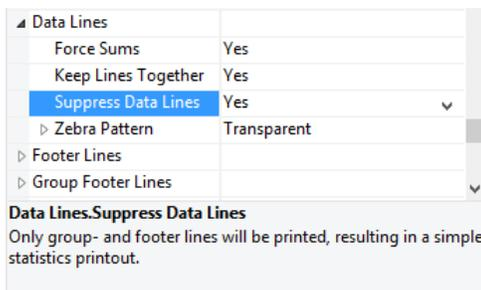 Data Lines
Force Sums Yes
Keep Lines Together Yes
Suppress Data Lines Yes
Zebra Pattern Transparent
Footer Lines
Group Footer Lines
Data Lines.Suppress Data Lines
Only group- and footer lines will be printed, resulting in a simple
statistics printout.